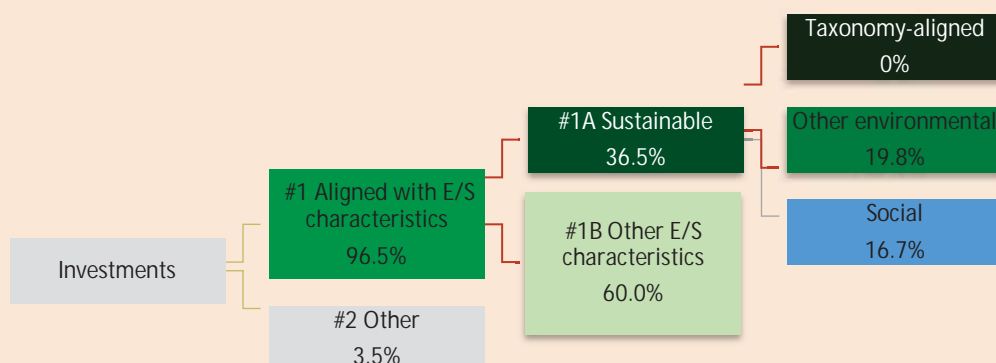 Taxonomy-aligned
0%
#1A Sustainable
36.5%
Other environmental
19.8%
#1 Aligned with E/S
characteristics
96.5%
#1B Other E/S
characteristics
60.0%
Social
16.7%
Investments
#2 Other
3.5%